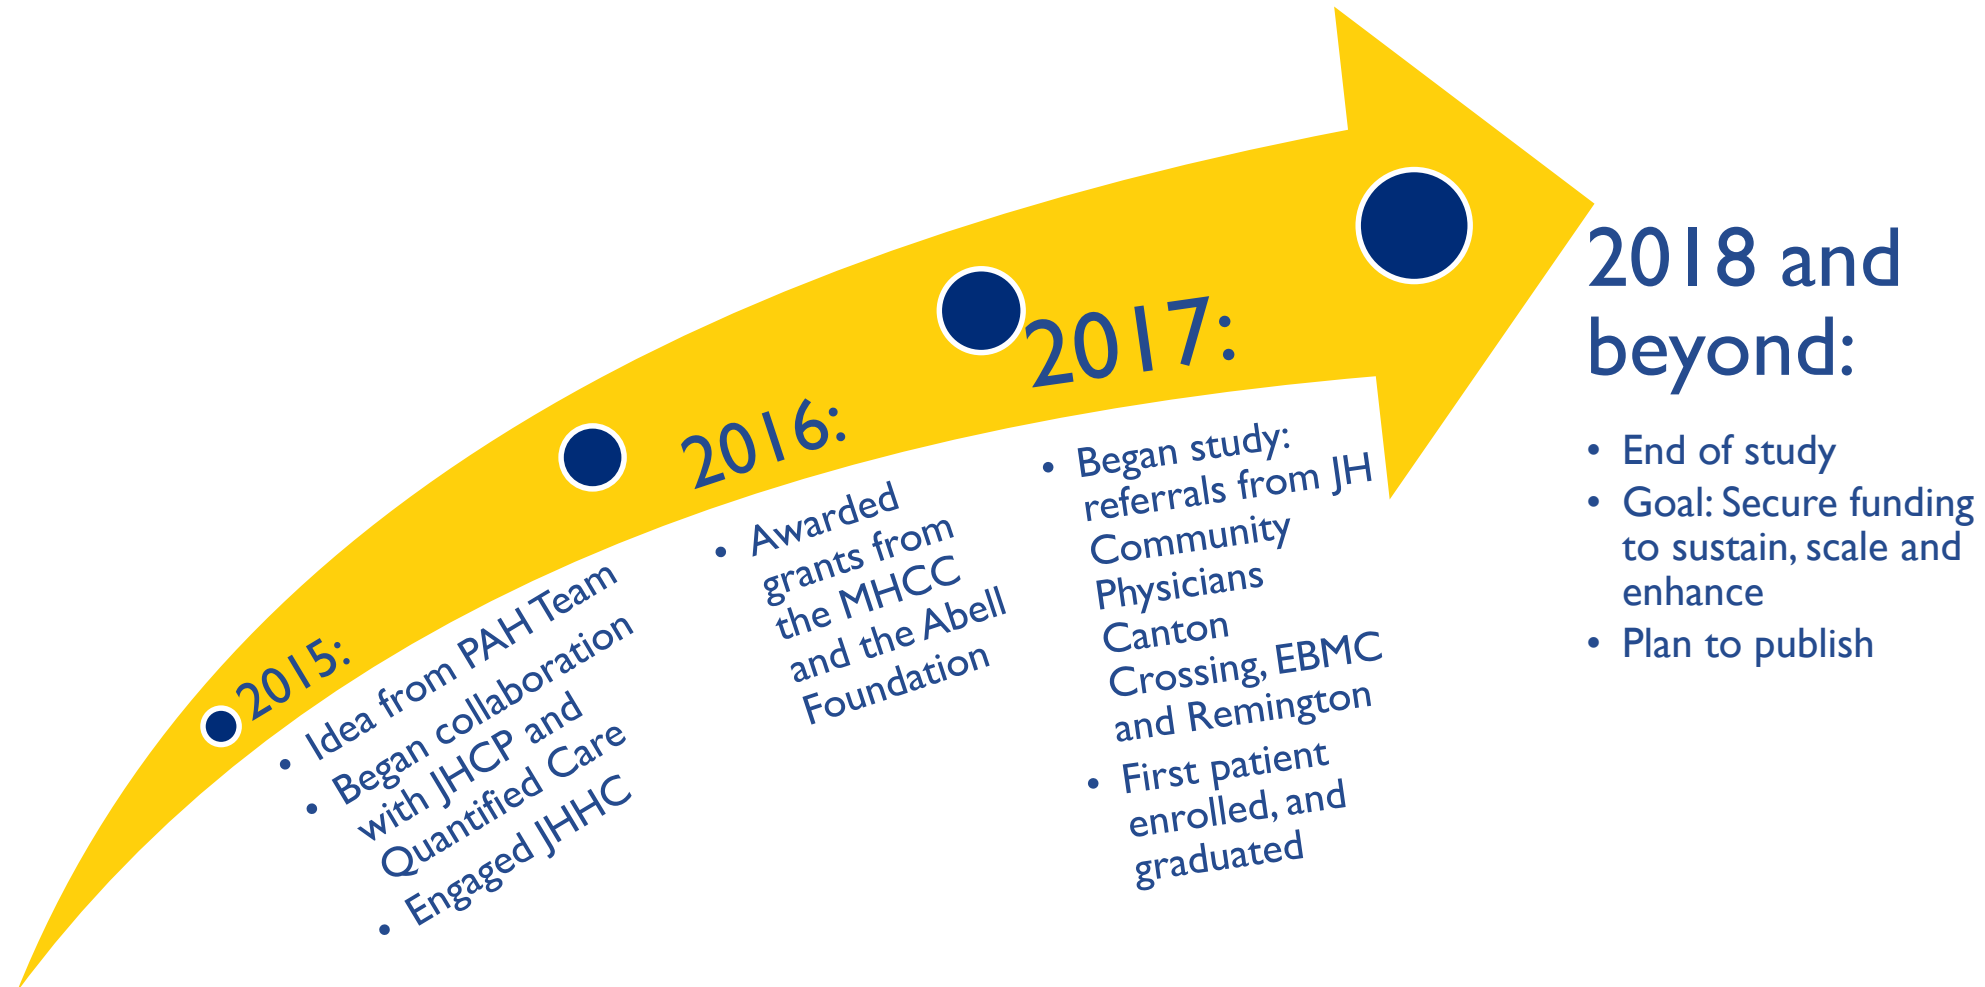 2015:
• Idea from PAH Team
• Began collaboration
with JHCP and
Quantified Care
• Engaged JHHC
2016:
• Awarded
grants from
the MHCC
and the Abell
Foundation
2017:
• Began study:
referrals from JH
Community
Physicians
Canton
Crossing, EBMC
and Remington
• First patient
enrolled, and
graduated
2018 and
beyond:
• End of study
• Goal: Secure funding
to sustain, scale and
enhance
• Plan to publish